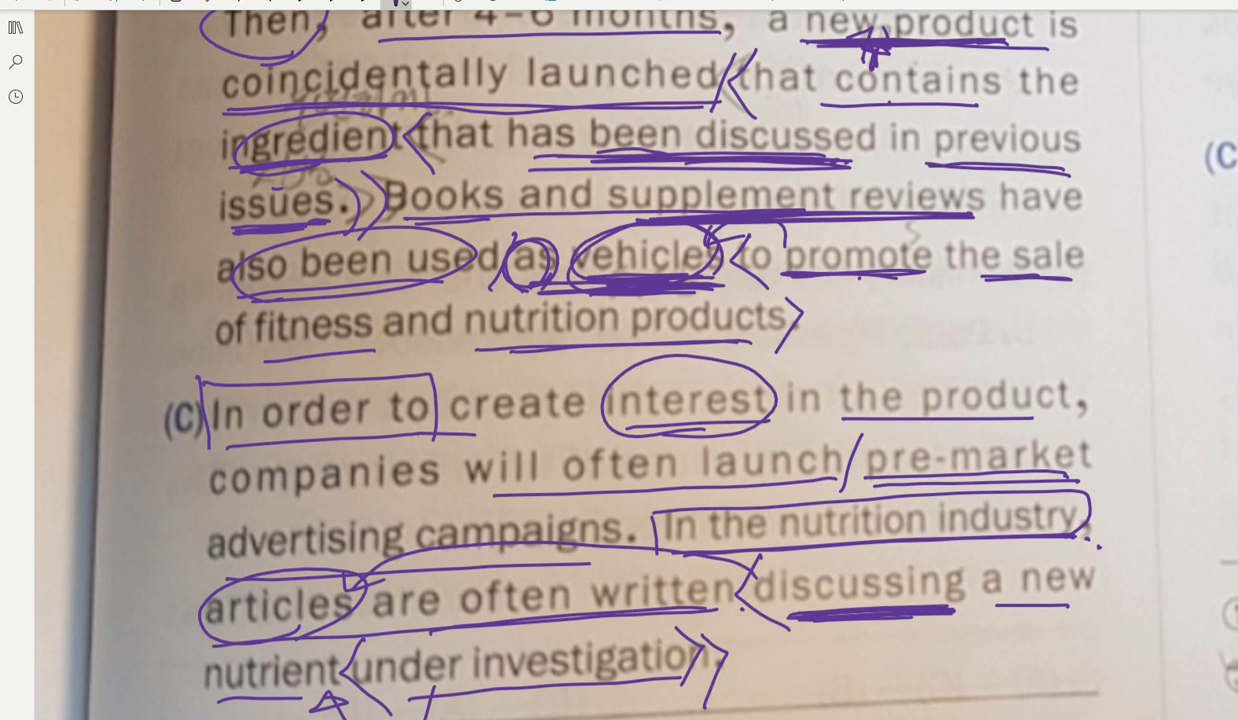 Then, after 4–6 months, a new product is
coincidentally launched that contains the
ingredient that has been discussed in previous
issues. Books and supplement reviews have
also been used as vehicles to promote the sale
of fitness and nutrition products.
(C) In order to create interest in the product,
companies will often launch pre-market
advertising campaigns. In the nutrition industry,
articles are often written discussing a new
nutrient under investigation.
(C